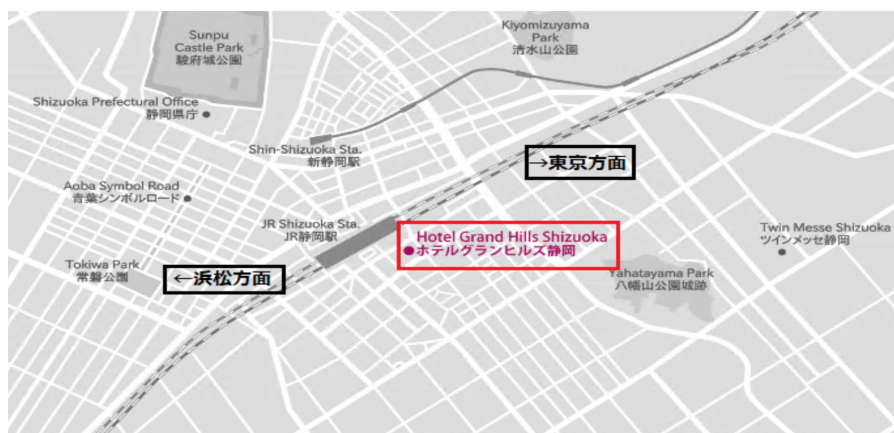 Sunpu
Castle Park
駿府城公園
Kiyomizuyama
Park
清水山公園
Shizuoka Prefectural Office
静岡県庁
Shin-Shizuoka Sta.
新静岡駅
→東京方面
Aoba Symbol Road
青葉シンボルロード
JR Shizuoka Sta.
JR静岡駅
Hotel Grand Hills Shizuoka
ホテルグランヒルズ静岡
Twin Messe Shizuoka
ツインメッセ静岡
Tokiwa Park
常磐公園
←浜松方面
Yahatayama Park
八幡山公園城跡